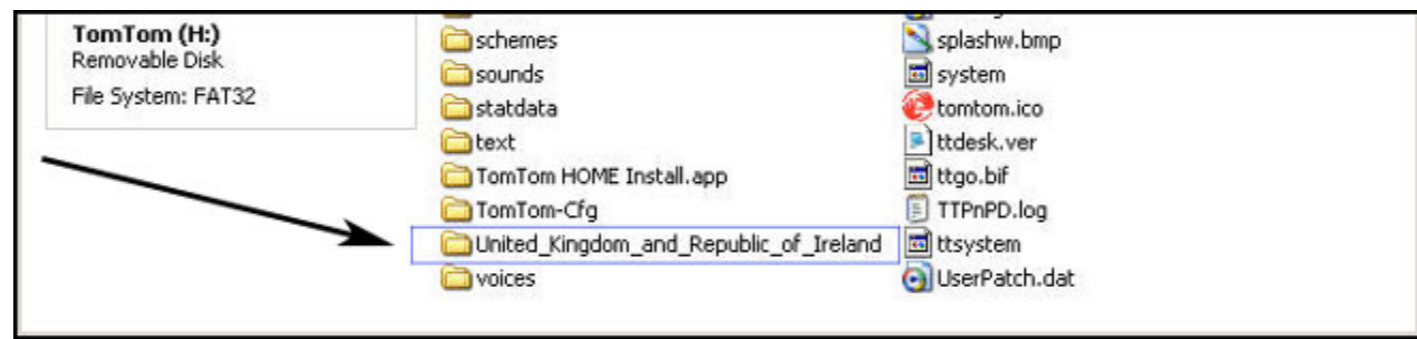 TomTom (H:)
Removable Disk
File System: FAT32
schemes
sounds
statdata
text
TomTom HOME Install.app
TomTom-Cfg
United_Kingdom_and_Republic_of_Ireland
voices
splashw.bmp
system
tomtom.ico
ttdesk.ver
ttgo.bif
TTPnPD.log
ttsystem
UserPatch.dat